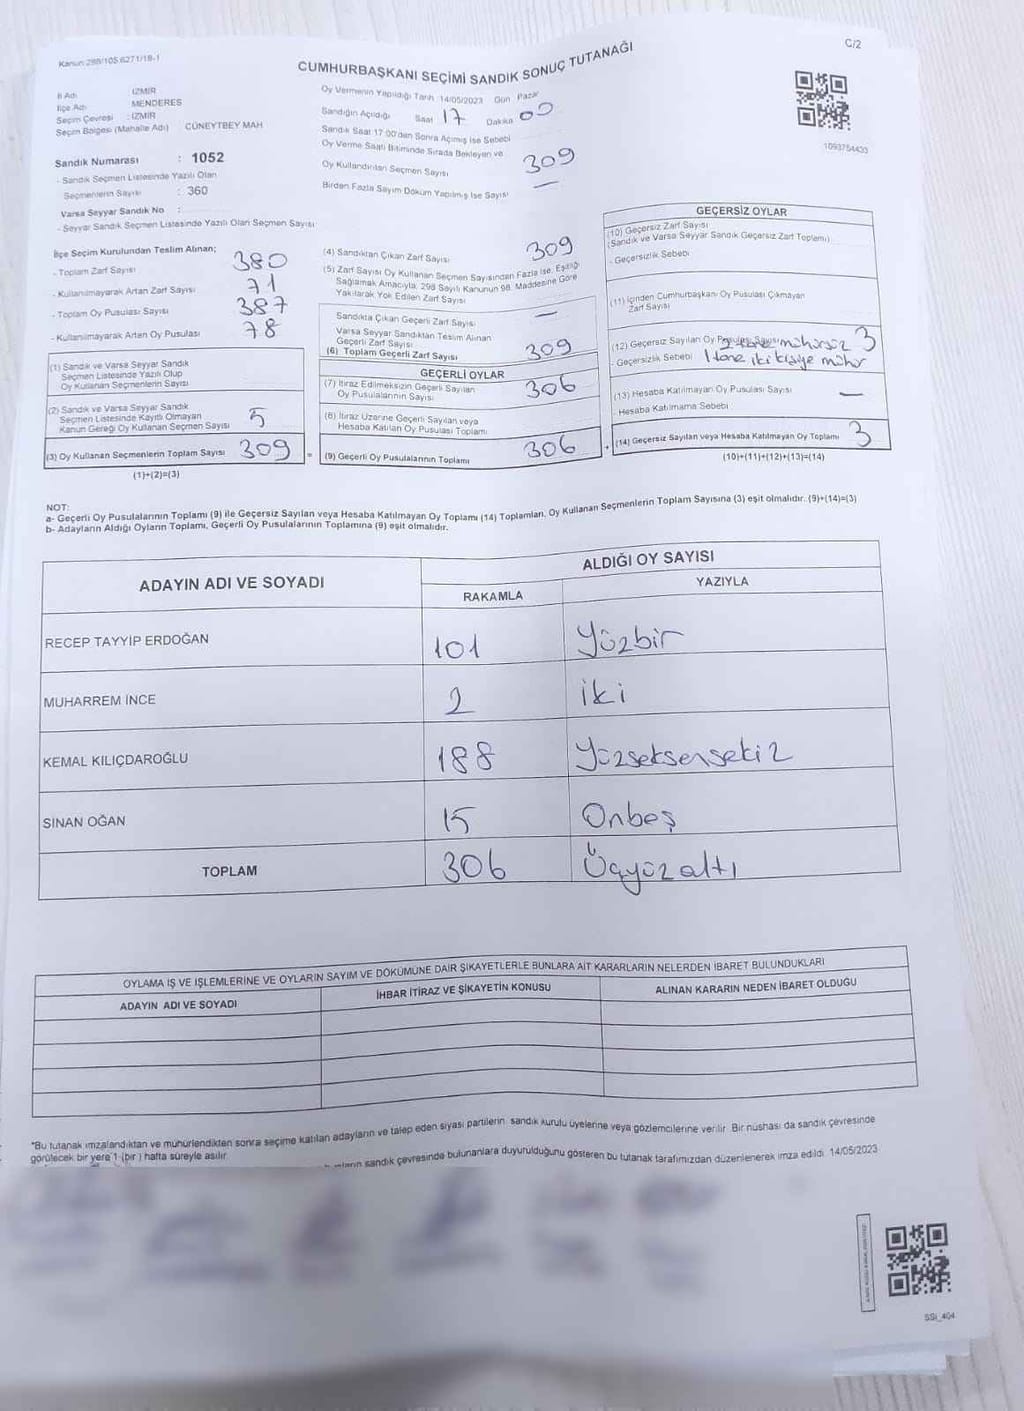 Kanun:298/105.6271/18-1
C/2
CUMHURBAŞKANI SEÇİMİ SANDIK SONUÇ TUTANAĞI
İl Adı : İZMİR
İlçe Adı : MENDERES
Seçim Çevresi : İZMİR
Seçim Bölgesi (Mahalle Adı) CÜNEYTBEY MAH
Sandık Numarası : 1052
- Sandık Seçmen Listesinde Yazılı Olan
Seçmenlerin Sayısı : 360
Varsa Seyyar Sandık No :
- Seyyar Sandık Seçmen Listesinde Yazılı Olan Seçmen Sayısı
Oy Vermenin Yapıldığı Tarih :14/05/2023 Gün : Pazar
Sandığın Açıldığı Saat 17 Dakika 00
Sandık Saat 17:00'dan Sonra Açılmış İse Sebebi
Oy Verme Saati Bitiminde Sırada Bekleyen ve
Oy Kullandırılan Seçmen Sayısı 309
Birden Fazla Sayım Döküm Yapılmış İse Sayısı —
1093754435
İlçe Seçim Kurulundan Teslim Alınan;
- Toplam Zarf Sayısı 380
- Kullanılmayarak Artan Zarf Sayısı 71
- Toplam Oy Pusulası Sayısı 387
- Kullanılmayarak Artan Oy Pusulası 78
(1) Sandık ve Varsa Seyyar Sandık
Seçmen Listesinde Yazılı Olup
Oy Kullanan Seçmenlerin Sayısı
(2) Sandık ve Varsa Seyyar Sandık
Seçmen Listesinde Kayıtlı Olmayan
Kanun Gereği Oy Kullanan Seçmen Sayısı 5
(3) Oy Kullanan Seçmenlerin Toplam Sayısı 309 =
(1)+(2)=(3)
(4) Sandıktan Çıkan Zarf Sayısı 309
(5) Zarf Sayısı Oy Kullanan Seçmen Sayısından Fazla ise, Eşitliği
Sağlamak Amacıyla, 298 Sayılı Kanunun 98. Maddesine Göre
Yakılarak Yok Edilen Zarf Sayısı
Sandıkta Çıkan Geçerli Zarf Sayısı —
Varsa Seyyar Sandıktan Teslim Alınan
Geçerli Zarf Sayısı
(6) Toplam Geçerli Zarf Sayısı 309
GEÇERLİ OYLAR
(7) İtiraz Edilmeksizin Geçerli Sayılan
Oy Pusulalarının Sayısı 306
(8) İtiraz Üzerine Geçerli Sayılan veya
Hesaba Katılan Oy Pusulası Toplamı
(9) Geçerli Oy Pusulalarının Toplamı 306 +
GEÇERSİZ OYLAR
(10) Geçersiz Zarf Sayısı
(Sandık ve Varsa Seyyar Sandık Geçersiz Zarf Toplamı)
- Geçersizlik Sebebi
(11) İçinden Cumhurbaşkanı Oy Pusulası Çıkmayan
Zarf Sayısı
(12) Geçersiz Sayılan Oy Pusulası Sayısı 2 tane mühürsüz 3
- Geçersizlik Sebebi 1 tane iki kişiye mühür
(13) Hesaba Katılmayan Oy Pusulası Sayısı —
- Hesaba Katılmama Sebebi
(14) Geçersiz Sayılan veya Hesaba Katılmayan Oy Toplamı 3
(10)+(11)+(12)+(13)=(14)
NOT:
a- Geçerli Oy Pusulalarının Toplamı (9) ile Geçersiz Sayılan veya Hesaba Katılmayan Oy Toplamı (14) Toplamları, Oy Kullanan Seçmenlerin Toplam Sayısına (3) eşit olmalıdır. (9)+(14)=(3)
b- Adayların Aldığı Oyların Toplamı, Geçerli Oy Pusulalarının Toplamına (9) eşit olmalıdır.
ADAYIN ADI VE SOYADI
ALDIĞI OY SAYISI
RAKAMLA YAZIYLA
RECEP TAYYİP ERDOĞAN 101 Yüzbir
MUHARREM İNCE 2 iki
KEMAL KILIÇDAROĞLU 188 Yüzseksensekiz
SİNAN OĞAN 15 Onbeş
TOPLAM 306 Üçyüzaltı
OYLAMA İŞ VE İŞLEMLERİNE VE OYLARIN SAYIM VE DÖKÜMÜNE DAİR ŞİKAYETLERLE BUNLARA AİT KARARLARIN NELERDEN İBARET BULUNDUKLARI
ADAYIN ADI VE SOYADI İHBAR İTİRAZ VE ŞİKAYETİN KONUSU ALINAN KARARIN NEDEN İBARET OLDUĞU
*Bu tutanak imzalandıktan ve mühürlendikten sonra seçime katılan adayların ve talep eden siyasi partilerin, sandık kurulu üyelerine veya gözlemcilerine verilir. Bir nüshası da sandık çevresinde
görülecek bir yere 1 (bir ) hafta süreyle asılır.
sandık çevresinde bulunanlara duyurulduğunu gösteren bu tutanak tarafımızdan düzenlenerek imza edildi. 14/05/2023
SSİ_404